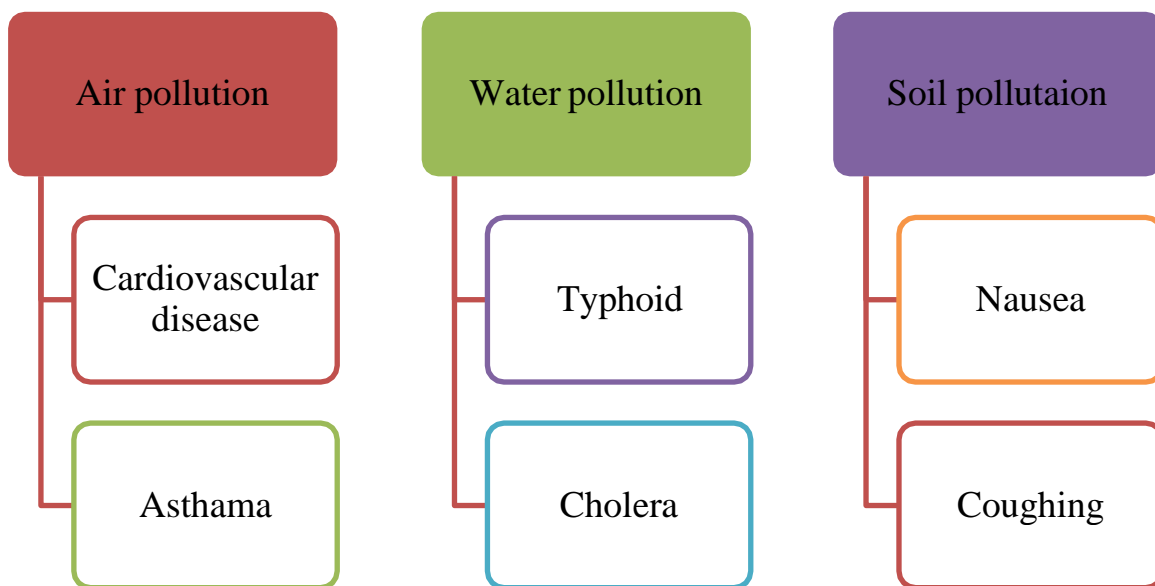 Air pollution
Cardiovascular
disease
Asthama
Water pollution
Typhoid
Cholera
Soil pollutaion
Nausea
Coughing